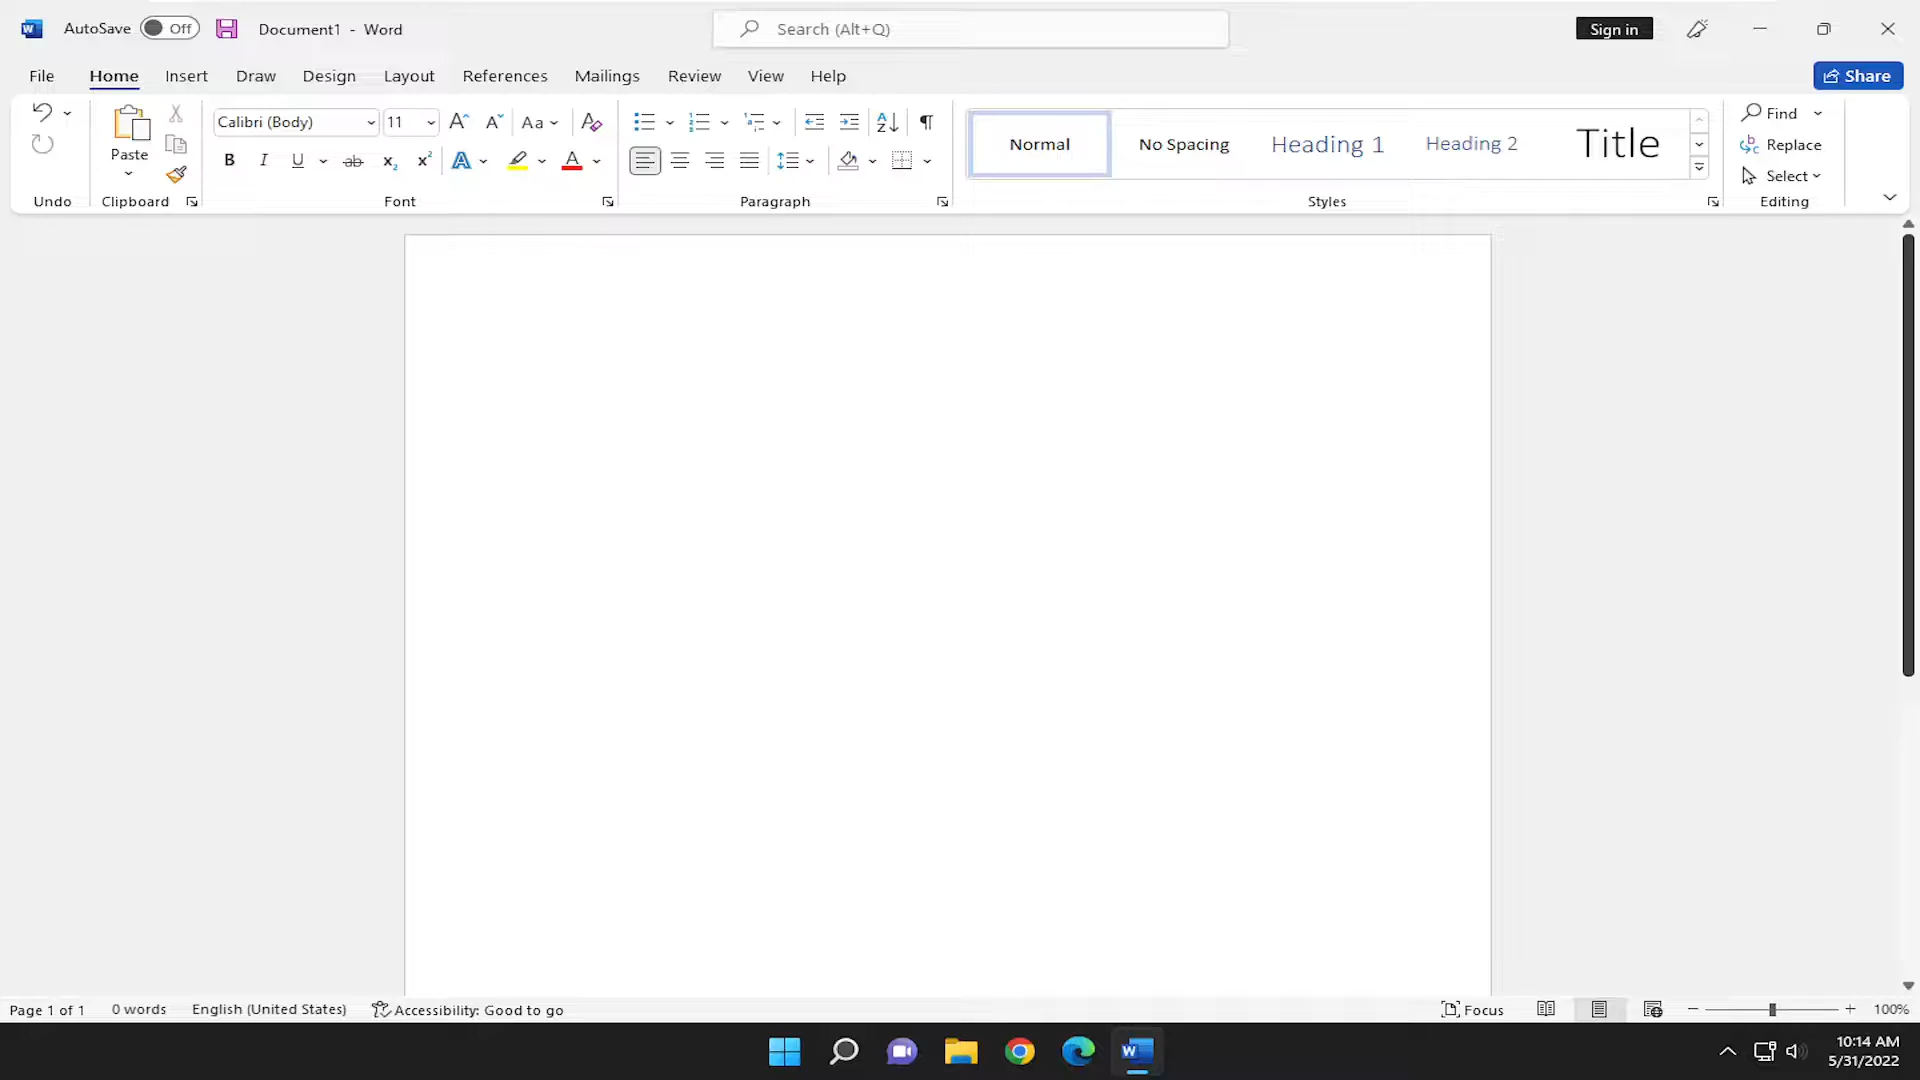 AutoSave Off Document1 - Word Search (Alt+Q) Sign in
File Home Insert Draw Design Layout References Mailings Review View Help Share
Calibri (Body) 11 Aa Normal No Spacing Heading 1 Heading 2 Title Find
Paste Replace
Select
Undo Clipboard Font Paragraph Styles Editing
Page 1 of 1 0 words English (United States) Accessibility: Good to go Focus 100%
10:14 AM
5/31/2022